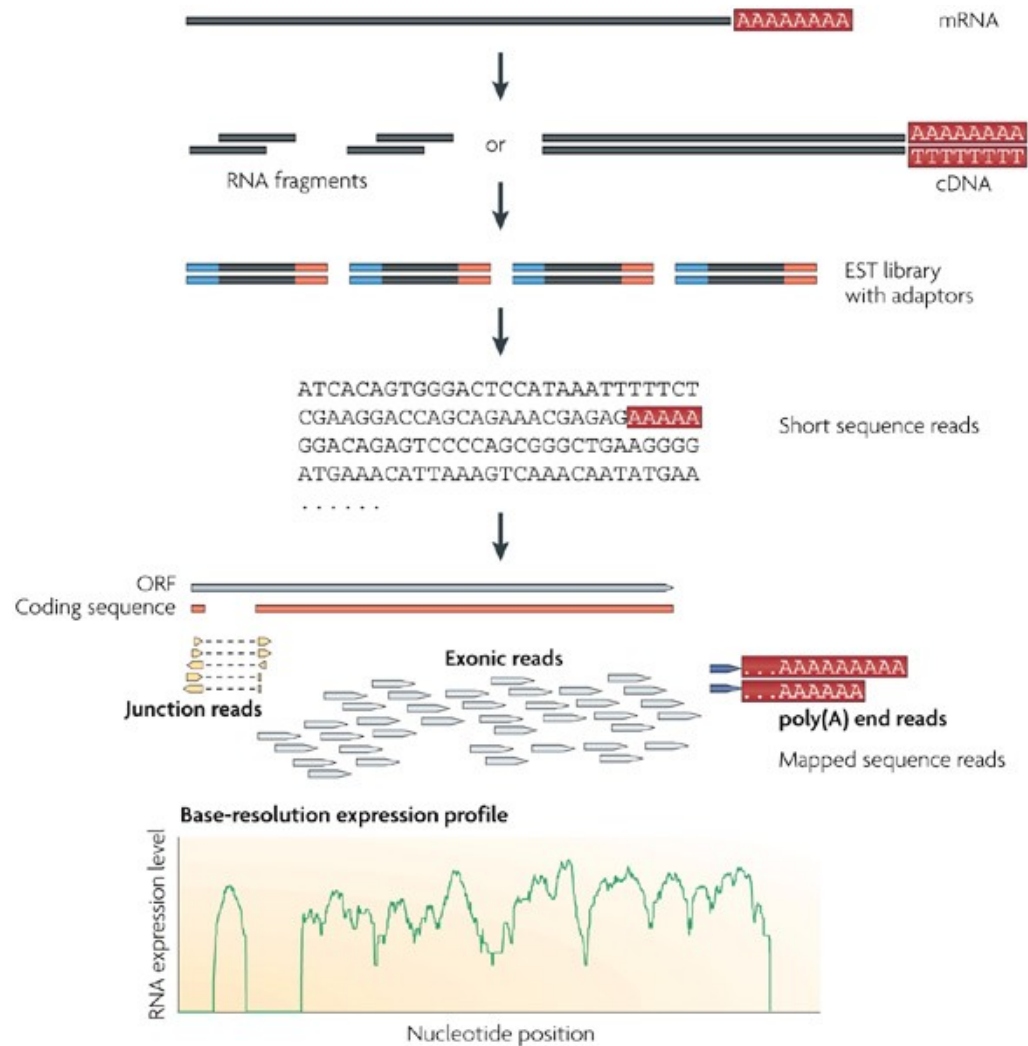 AAAAAAAA mRNA
AAAAAAAA
or
TTTTTTTT
RNA fragments
cDNA
EST library
with adaptors
ATCACAGTGGGACTCCATAAATTTTTCT
CGAAGGACCAGCAGAAACGAGAGAAAAA
Short sequence reads
GGACAGAGTCCCCAGCGGGCTGAAGGGG
ATGAAACATTAAAGTCAAACAATATGAA
. . . . . .
ORF
Coding sequence
Exonic reads
...AAAAAAAAA
...AAAAAA
Junction reads
poly(A) end reads
Mapped sequence reads
Base-resolution expression profile
RNA expression level
Nucleotide position